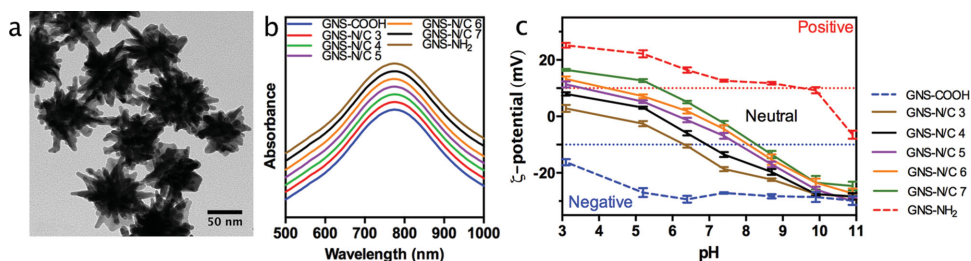 a
50 nm
b
GNS-COOH
GNS-N/C 3
GNS-N/C 4
GNS-N/C 5
GNS-N/C 6
GNS-N/C 7
GNS-NH₂
Absorbance
500 600 700 800 900 1000
Wavelength (nm)
c
Positive
Neutral
Negative
20
0
-20
ζ-potential (mV)
3 4 5 6 7 8 9 10 11
pH
GNS-COOH
GNS-N/C 3
GNS-N/C 4
GNS-N/C 5
GNS-N/C 6
GNS-N/C 7
GNS-NH₂